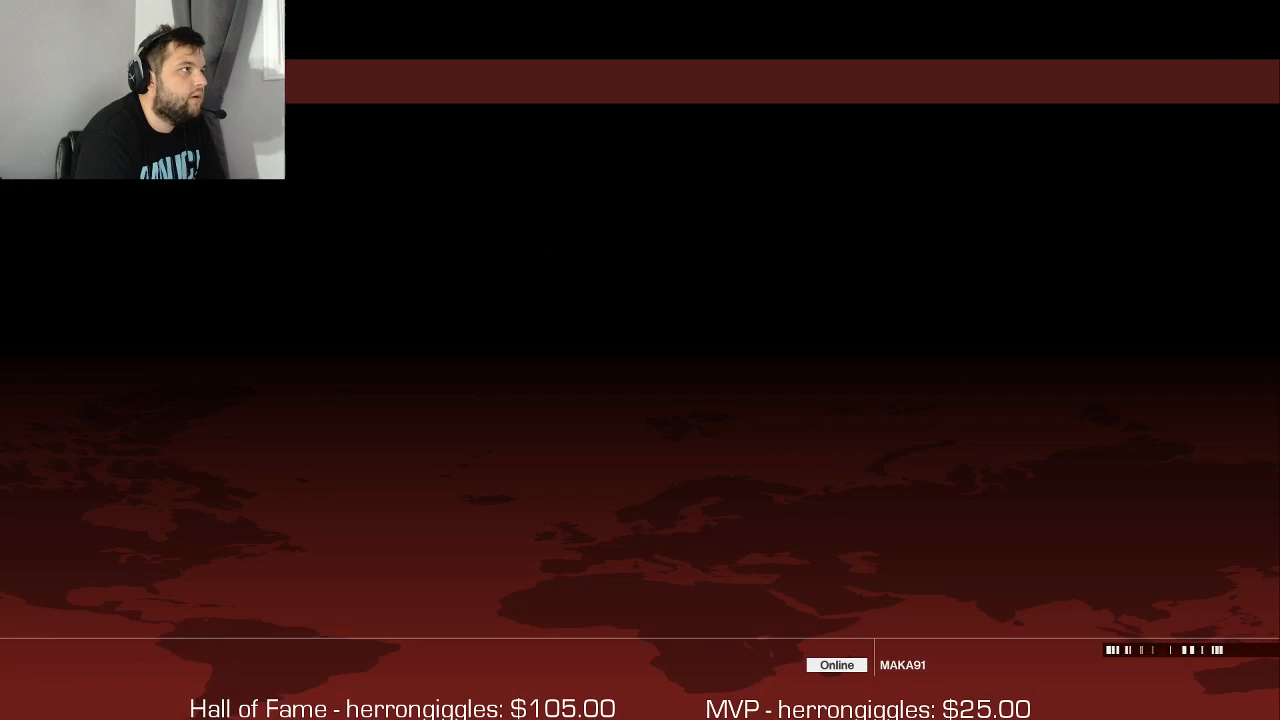 Online
MAKA91
Hall of Fame - herrongiggles: $105.00
MVP - herrongiggles: $25.00